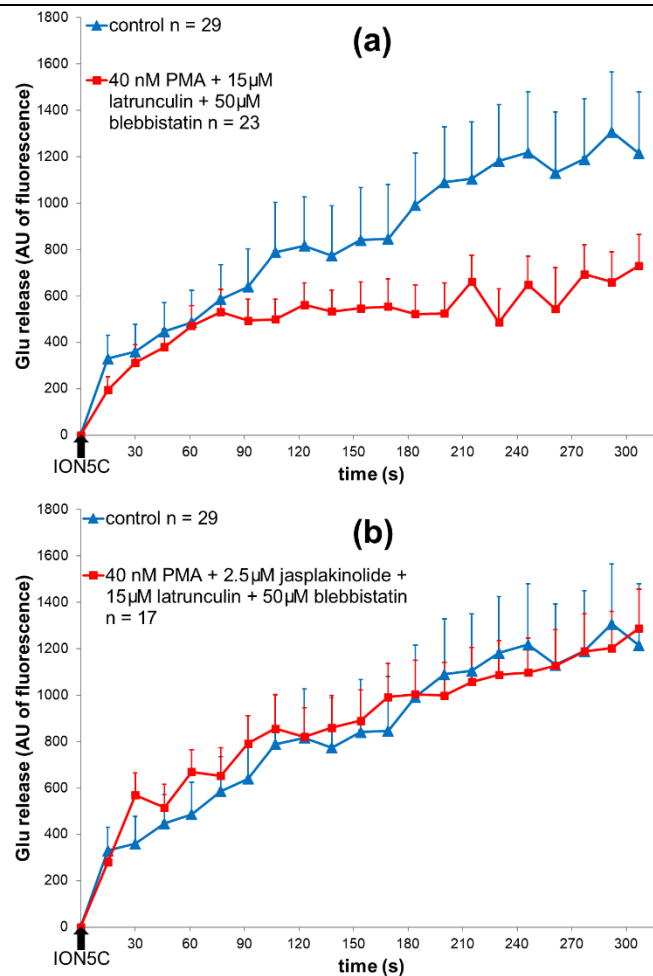 (a)
control n = 29
40 nM PMA + 15µM
latrunculin + 50µM
blebbistatin n = 23
Glu release (AU of fluorescence)
1800
1600
1400
1200
1000
800
600
400
200
0
30 60 90 120 150 180 210 240 270 300
ION5C
time (s)
(b)
control n = 29
40 nM PMA + 2.5µM jasplakinolide +
15µM latrunculin + 50µM blebbistatin
n = 17
Glu release (AU of fluorescence)
1800
1600
1400
1200
1000
800
600
400
200
0
30 60 90 120 150 180 210 240 270 300
ION5C
time (s)